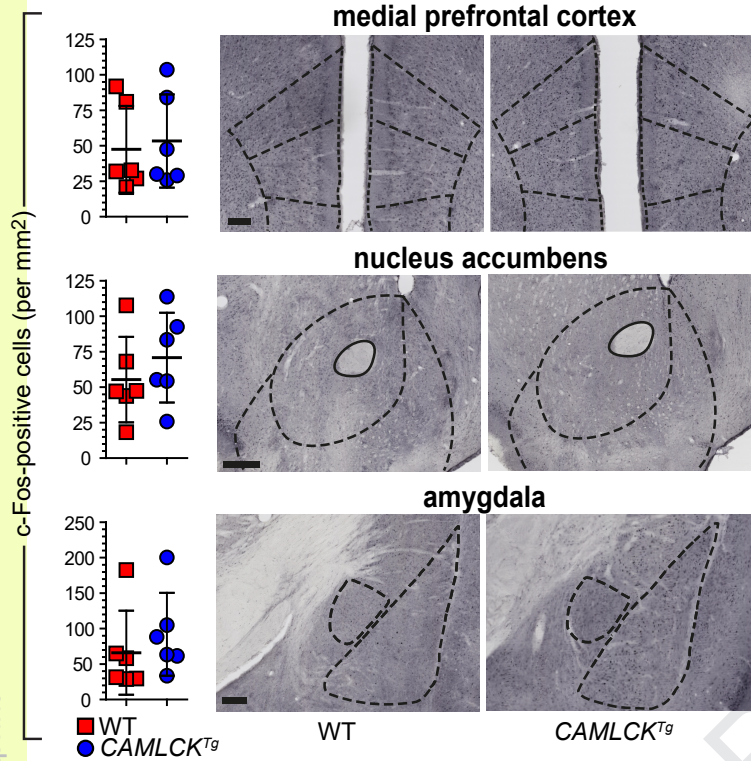 medial prefrontal cortex
125
100
75
50
25
0
nucleus accumbens
125
100
75
50
25
0
amygdala
250
200
150
100
50
0
c-Fos-positive cells (per mm²)
WT
CAMLCKᵀᵍ
WT
CAMLCKᵀᵍ